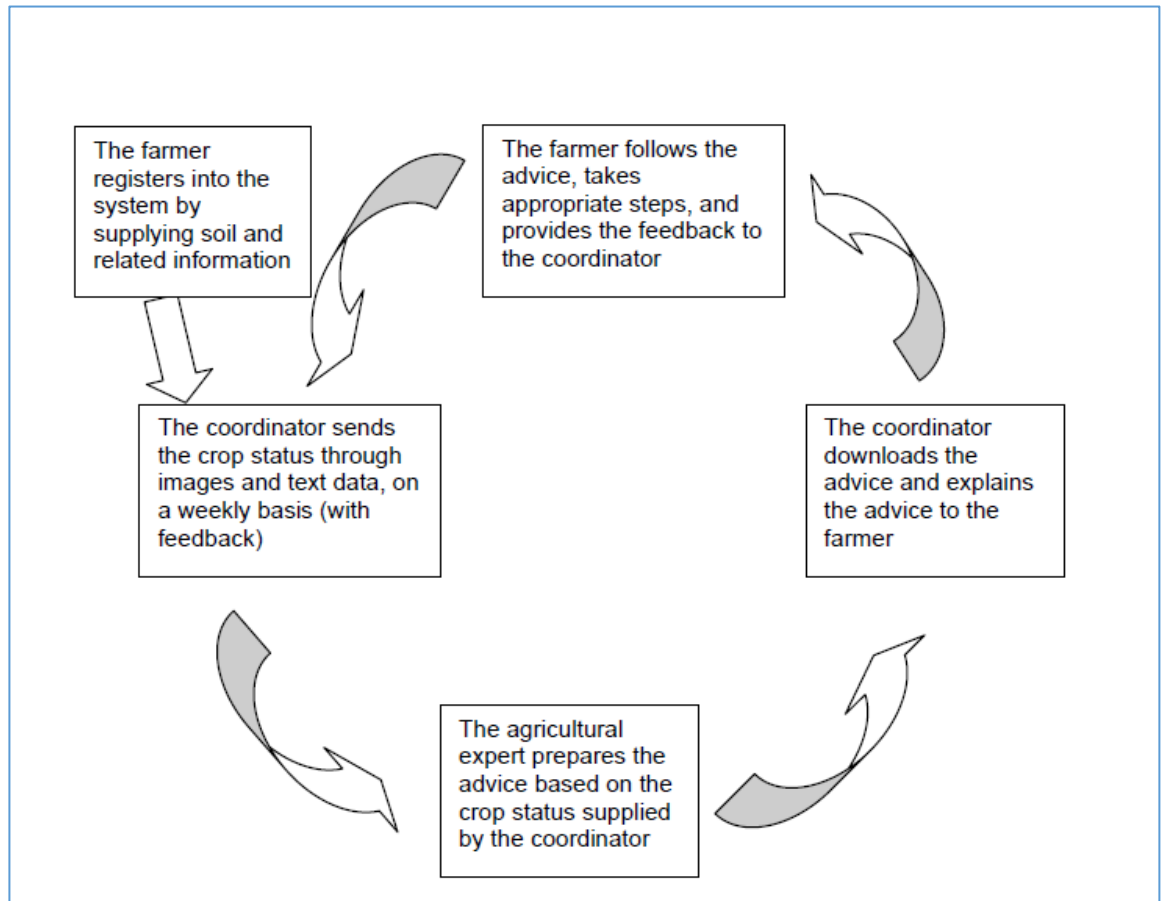 The farmer
registers into the
system by
supplying soil and
related information
The farmer follows the
advice, takes
appropriate steps, and
provides the feedback to
the coordinator
The coordinator sends
the crop status through
images and text data, on
a weekly basis (with
feedback)
The coordinator
downloads the
advice and explains
the advice to the
farmer
The agricultural
expert prepares the
advice based on the
crop status supplied
by the coordinator